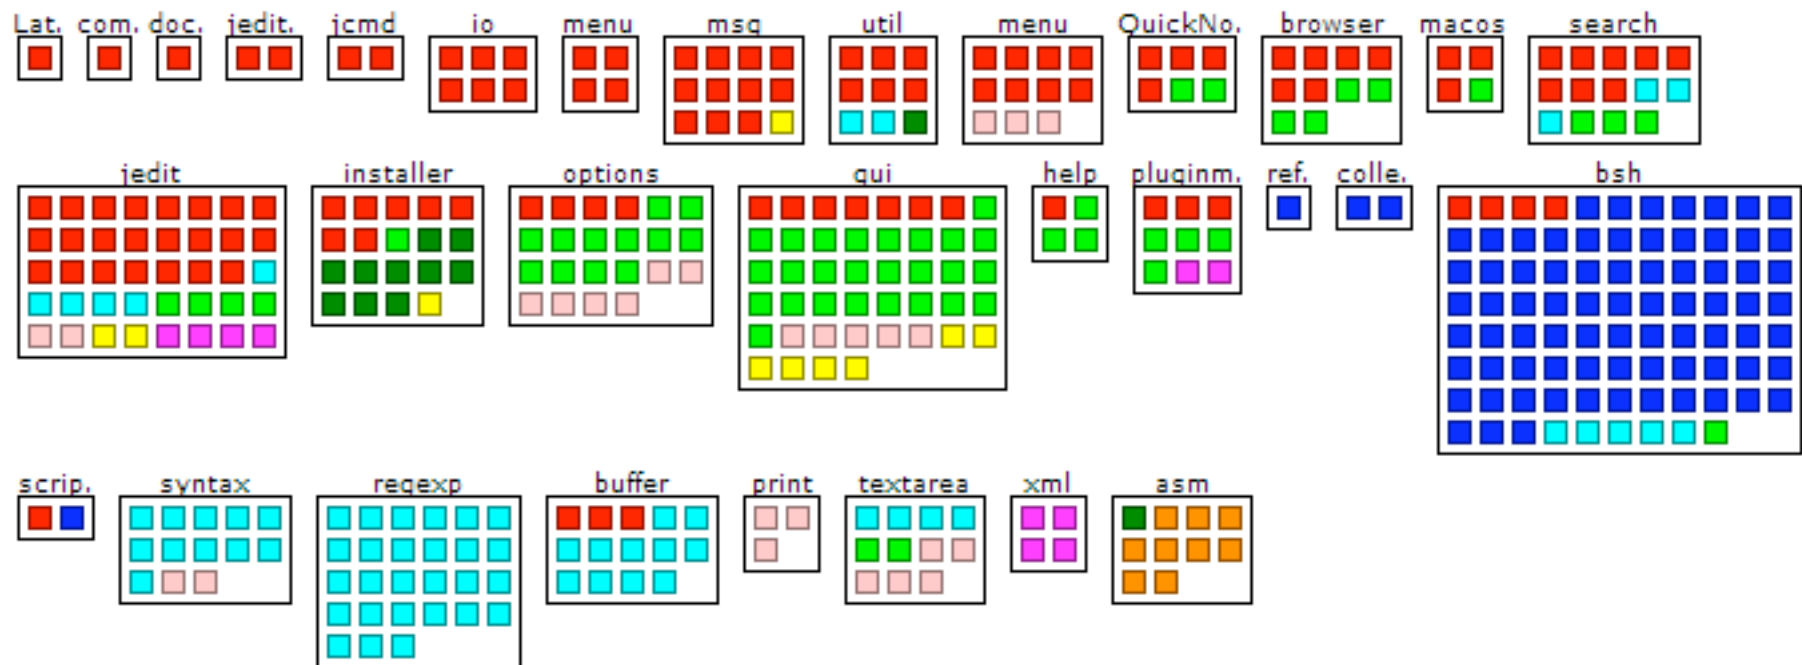 Lat. com. doc. jedit. jcmd io menu msg util menu QuickNo. browser macos search
jedit installer options gui help pluginm. ref. colle. bsh
scrip. syntax regexp buffer print textarea xml asm